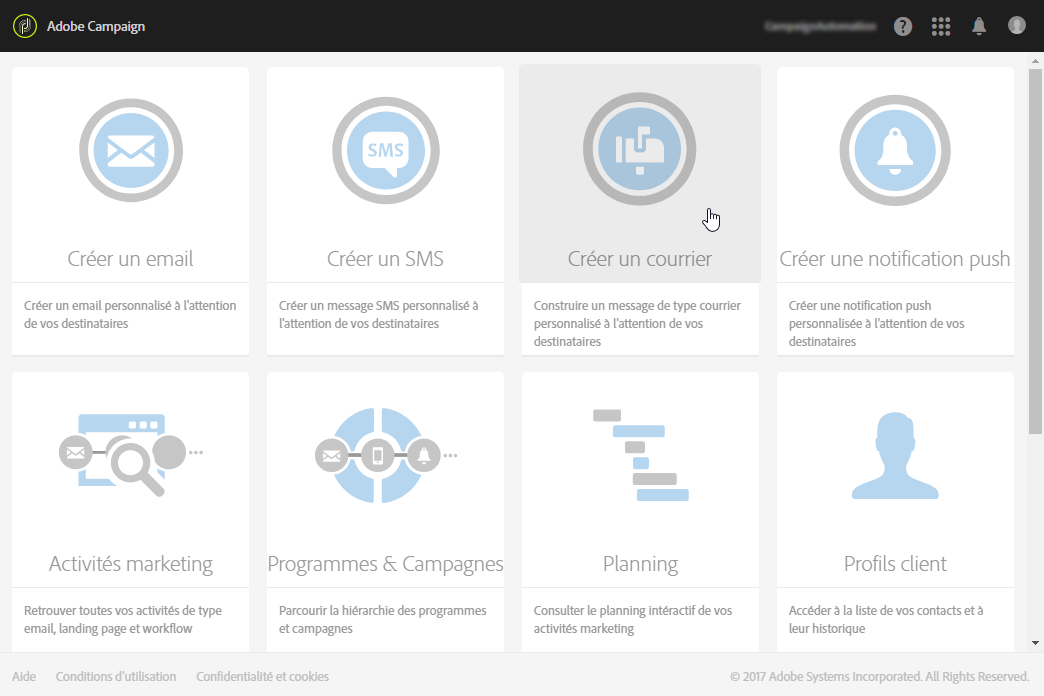 Adobe Campaign
SMS
Créer un email
Créer un SMS
Créer un courrier
Créer une notification push
Créer un email personnalisé à l'attention
de vos destinataires
Créer un message SMS personnalisé à
l'attention de vos destinataires
Construire un message de type courrier
personnalisé à l'attention de vos
destinataires
Créer une notification push
personnalisée à l'attention de vos
destinataires
Activités marketing
Programmes & Campagnes
Planning
Profils client
Retrouver toutes vos activités de type
email, landing page et workflow
Parcourir la hiérarchie des programmes
et campagnes
Consulter le planning intéractif de vos
activités marketing
Accéder à la liste de vos contacts et à
leur historique
Aide
Conditions d'utilisation
Confidentialité et cookies
© 2017 Adobe Systems Incorporated. All Rights Reserved.